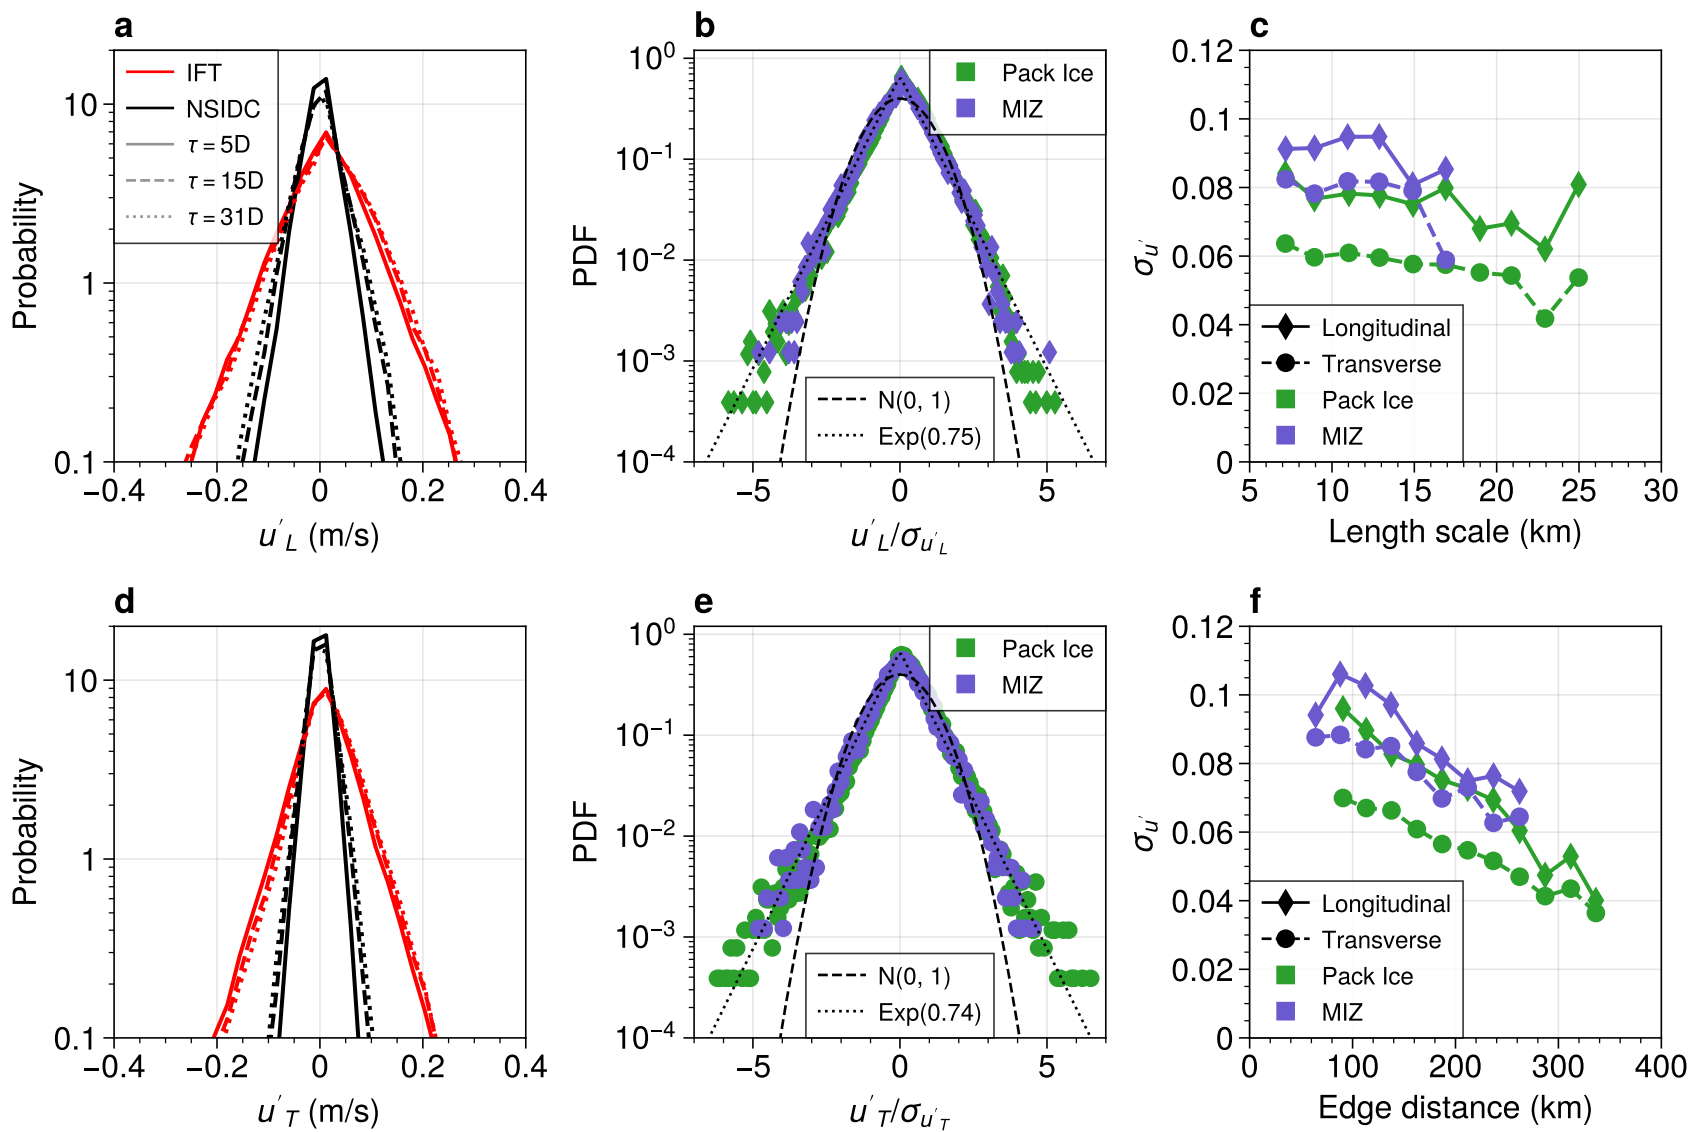 a
IFT
NSIDC
τ = 5D
τ = 15D
τ = 31D
10
1
0.1
Probability
−0.4 −0.2 0 0.2 0.4
u′L (m/s)
b
Pack Ice
MIZ
N(0, 1)
Exp(0.75)
10^0
10^−1
10^−2
10^−3
10^−4
PDF
−5 0 5
u′L/σu′L
c
0.12
0.1
0.08
0.06
0.04
0.02
0
σu′
Longitudinal
Transverse
Pack Ice
MIZ
5 10 15 20 25 30
Length scale (km)
d
10
1
0.1
Probability
−0.4 −0.2 0 0.2 0.4
u′T (m/s)
e
Pack Ice
MIZ
N(0, 1)
Exp(0.74)
10^0
10^−1
10^−2
10^−3
10^−4
PDF
−5 0 5
u′T/σu′T
f
0.12
0.1
0.08
0.06
0.04
0.02
0
σu′
Longitudinal
Transverse
Pack Ice
MIZ
0 100 200 300 400
Edge distance (km)